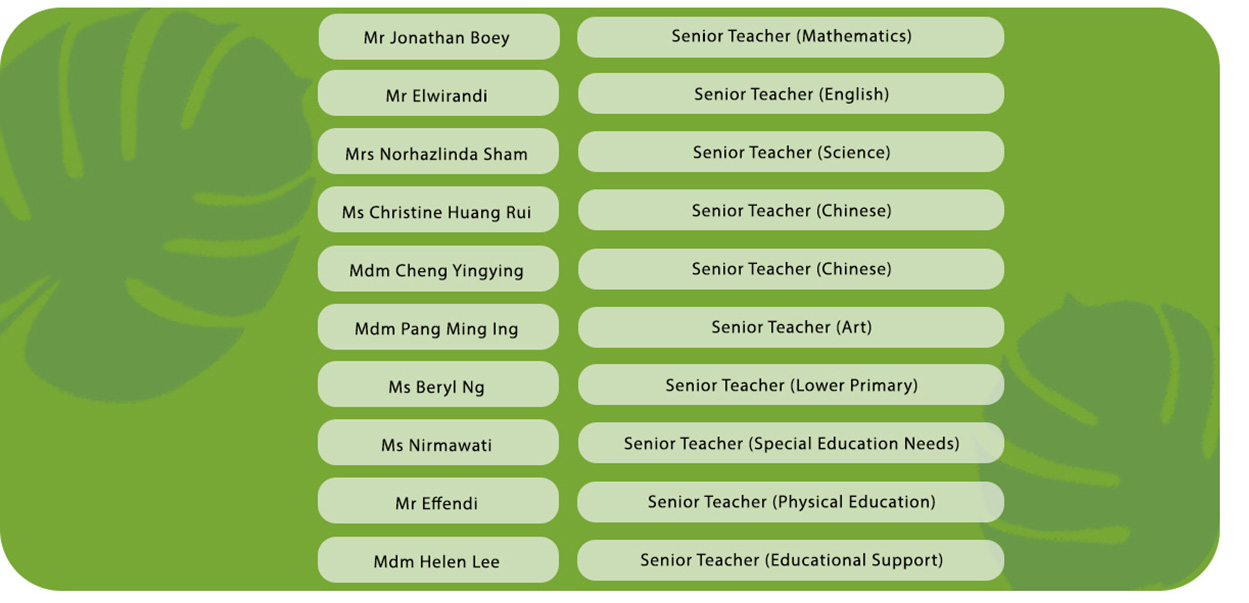 Mr Jonathan Boey Senior Teacher (Mathematics)
Mr Elwirandi Senior Teacher (English)
Mrs Norhazlinda Sham Senior Teacher (Science)
Ms Christine Huang Rui Senior Teacher (Chinese)
Mdm Cheng Yingying Senior Teacher (Chinese)
Mdm Pang Ming Ing Senior Teacher (Art)
Ms Beryl Ng Senior Teacher (Lower Primary)
Ms Nirmawati Senior Teacher (Special Education Needs)
Mr Effendi Senior Teacher (Physical Education)
Mdm Helen Lee Senior Teacher (Educational Support)